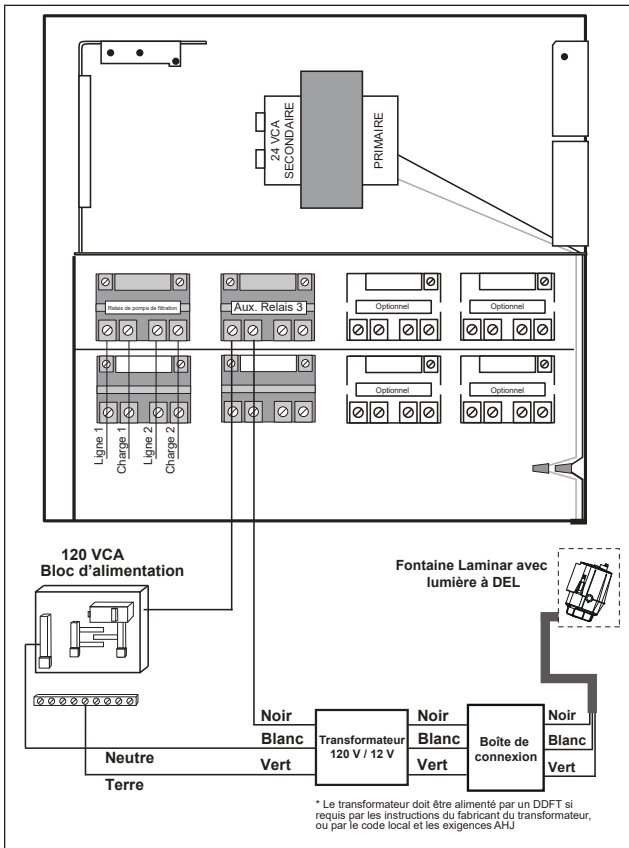 24 VCA
SECONDAIRE
PRIMAIRE
Relais de pompe de filtration
Aux. Relais 3
Optionnel
Optionnel
Optionnel
Optionnel
Ligne 1
Charge 1
Ligne 2
Charge 2
120 VCA
Bloc d'alimentation
Fontaine Laminar avec
lumière à DEL
Noir
Blanc
Vert
Neutre
Terre
Transformateur
120 V / 12 V
Noir
Blanc
Vert
Boîte de
connexion
Noir
Blanc
Vert
* Le transformateur doit être alimenté par un DDFT si
requis par les instructions du fabricant du transformateur,
ou par le code local et les exigences AHJ